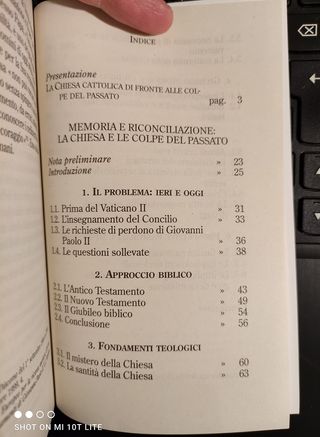 INDICE
Presentazione
LA CHIESA CATTOLICA DI FRONTE ALLE COL-
PE DEL PASSATO pag. 3
MEMORIA E RICONCILIAZIONE:
LA CHIESA E LE COLPE DEL PASSATO
Nota preliminare » 23
Introduzione » 25
1. IL PROBLEMA: IERI E OGGI
1.1. Prima del Vaticano II » 31
1.2. L'insegnamento del Concilio » 33
1.3. Le richieste di perdono di Giovanni
Paolo II » 36
1.4. Le questioni sollevate » 38
2. APPROCCIO BIBLICO
2.1. L'Antico Testamento » 43
2.2. Il Nuovo Testamento » 49
2.3. Il Giubileo biblico » 54
2.4. Conclusione » 56
3. FONDAMENTI TEOLOGICI
3.1. Il mistero della Chiesa » 60
3.2. La santità della Chiesa » 63
SHOT ON MI 10T LITE